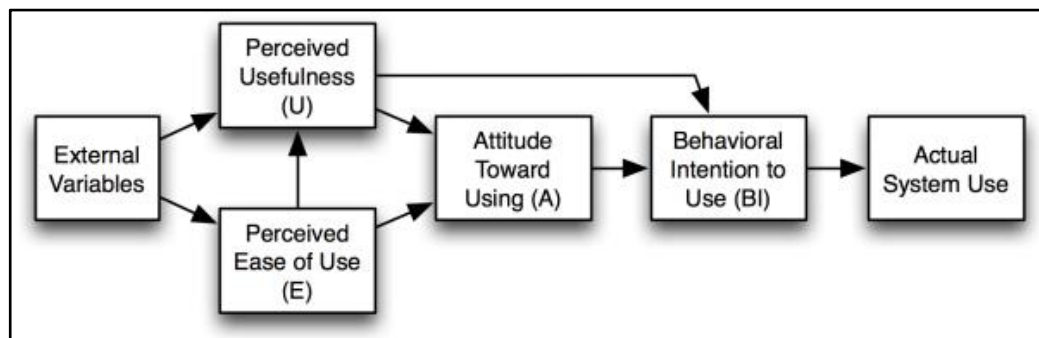 Perceived
Usefulness
(U)
External
Variables
Perceived
Ease of Use
(E)
Attitude
Toward
Using (A)
Behavioral
Intention to
Use (BI)
Actual
System Use